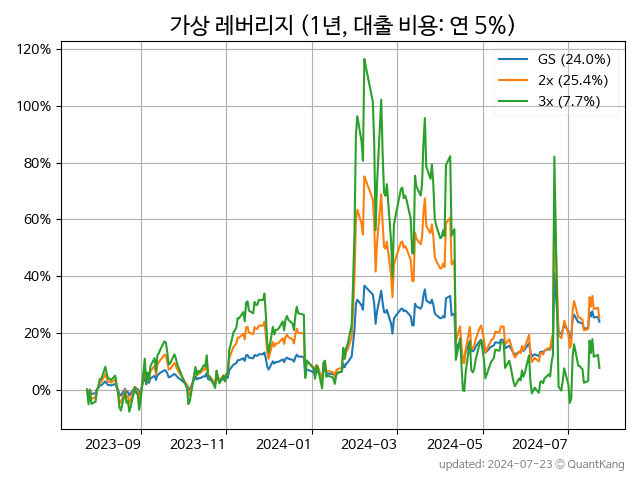 가상 레버리지 (1년, 대출 비용: 연 5%)
GS (24.0%)
2x (25.4%)
3x (7.7%)
120%
100%
80%
60%
40%
20%
0%
2023-09
2023-11
2024-01
2024-03
2024-05
2024-07
updated: 2024-07-23 © QuantKang